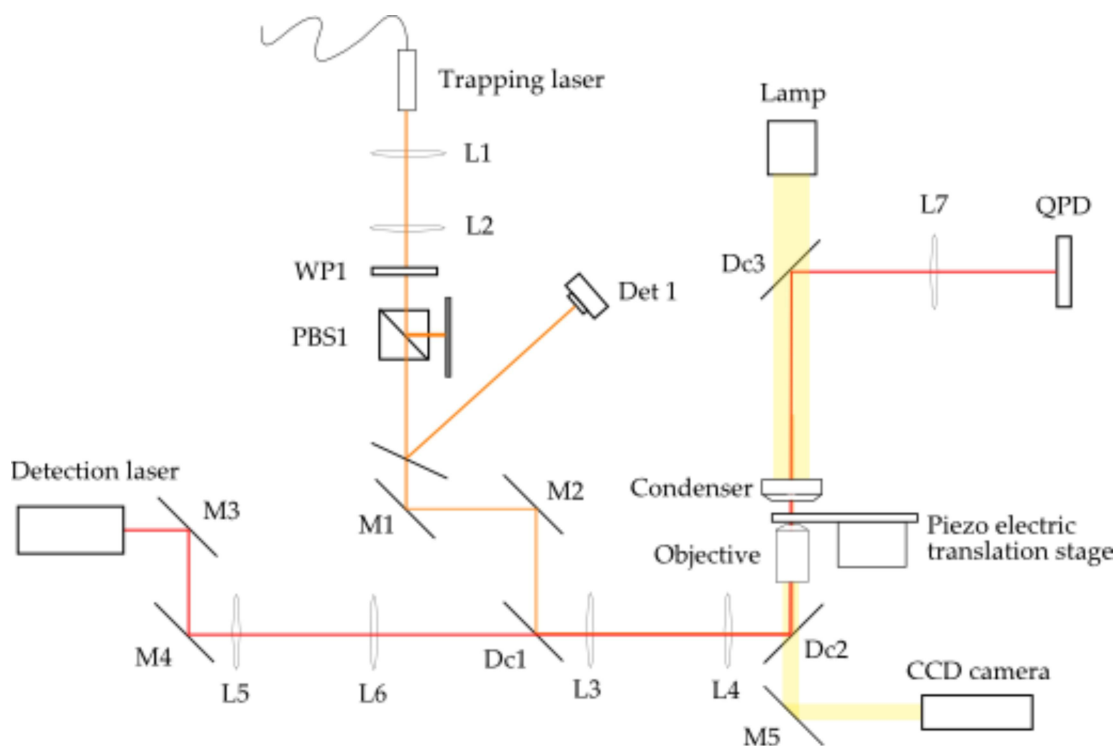 Trapping laser
Lamp
L1
L7
QPD
L2
Dc3
WP1
Det 1
PBS1
Detection laser
M3
M2
Condenser
M1
Piezo electric
translation stage
Objective
M4
Dc1
Dc2
L5
L6
L3
L4
CCD camera
M5